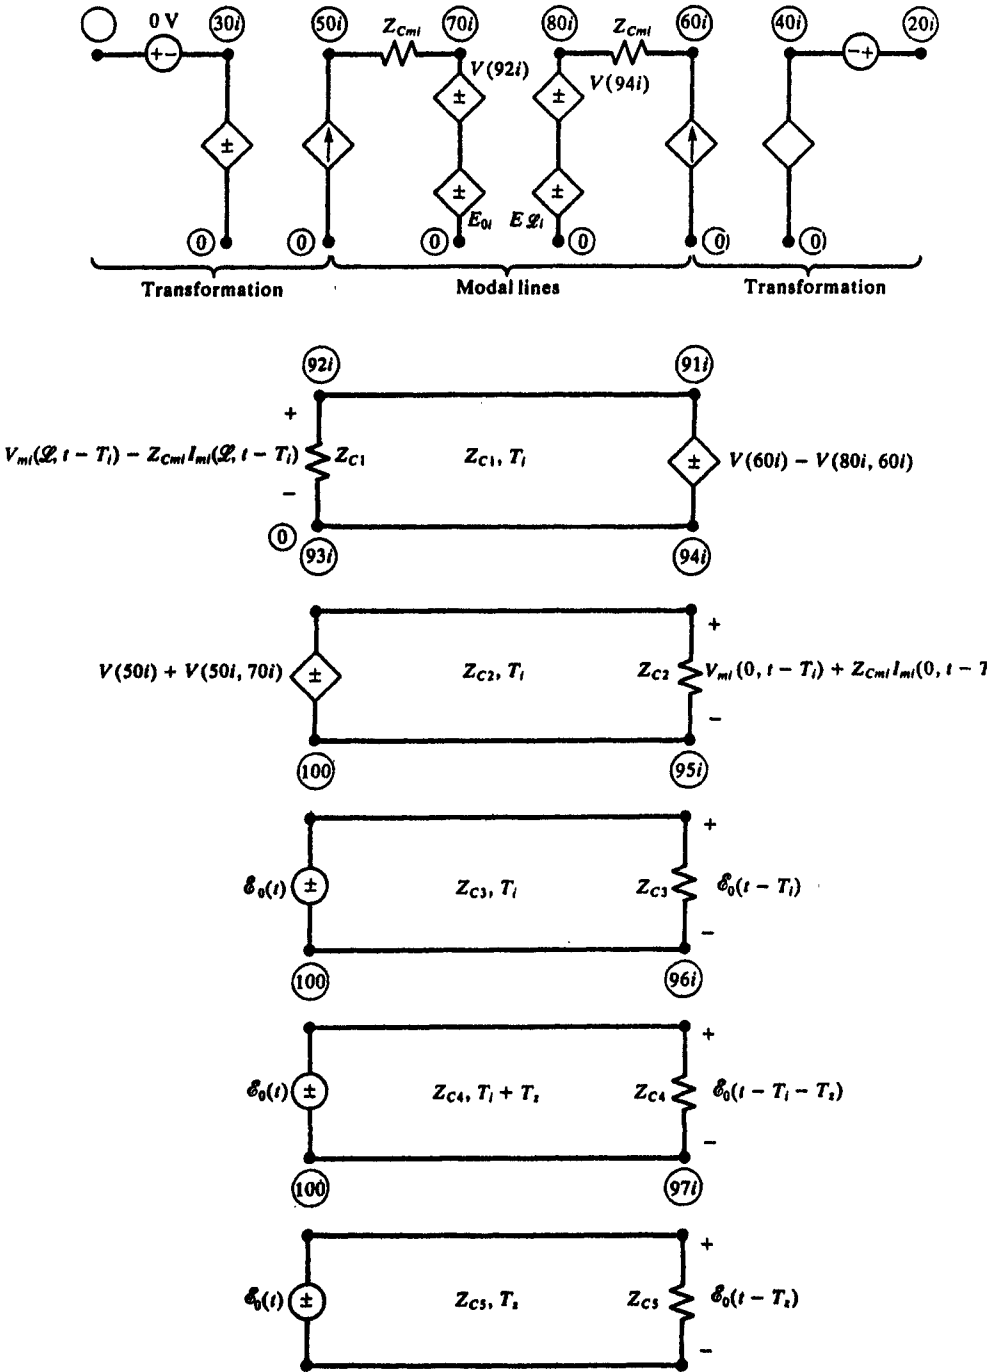 0 V 30i 50i Z_Cmi 70i 80i Z_Cmi 60i 40i 20i
+ − V(92i) V(94i) − +
± ± ±
± ± ±
E_0i E_ℒi
0 0 0 0 0 0
Transformation Modal lines Transformation
92i 91i
+
V_mi(ℒ, t − T_i) − Z_Cmi I_mi(ℒ, t − T_i) Z_C1 Z_C1, T_i ± V(60i) − V(80i, 60i)
−
0
93i 94i
+
V(50i) + V(50i, 70i) ± Z_C2, T_i Z_C2 V_mi(0, t − T_i) + Z_Cmi I_mi(0, t − T
−
100 95i
+
ℰ_0(t) ± Z_C3, T_i Z_C3 ℰ_0(t − T_i)
−
100 96i
+
ℰ_0(t) ± Z_C4, T_i + T_z Z_C4 ℰ_0(t − T_i − T_z)
−
100 97i
+
ℰ_0(t) ± Z_C5, T_z Z_C5 ℰ_0(t − T_z)
−